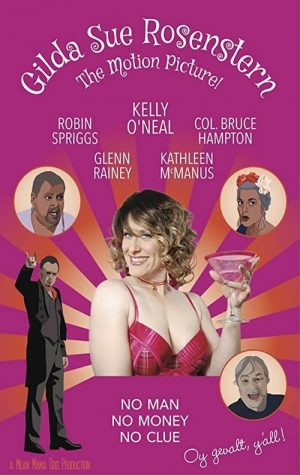 Gilda Sue Rosenstern
The Motion Picture!
KELLY
O'NEAL
ROBIN
SPRIGGS
COL. BRUCE
HAMPTON
GLENN
RAINEY
KATHLEEN
McMANUS
NO MAN
NO MONEY
NO CLUE
Oy gevalt, y'all!
A MEAN MAMA DOG PRODUCTION